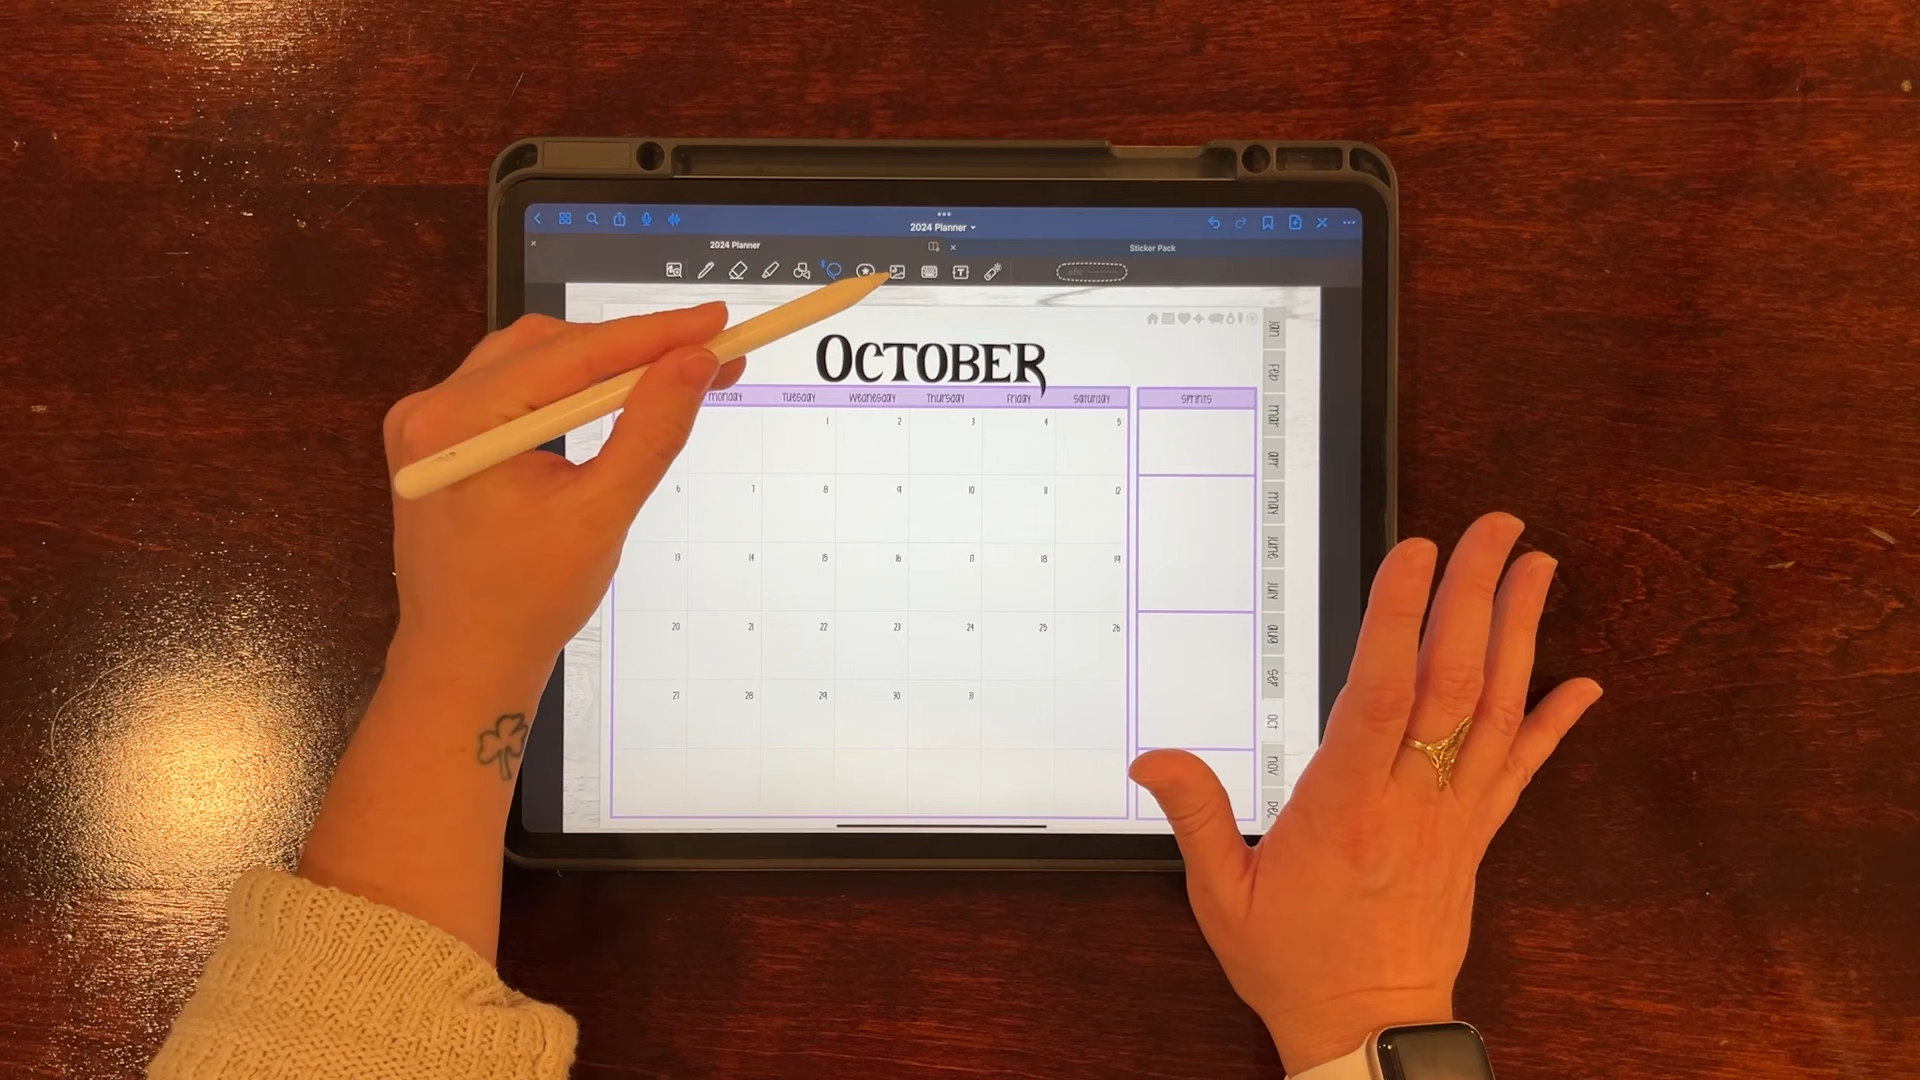 2024 Planner
2024 Planner
Sticker Pack
OCTOBER
monday Tuesday Wednesday Thursday Friday Saturday
Sprints
1 2 3 4 5
6 7 8 9 10 11 12
13 14 15 16 17 18 19
20 21 22 23 24 25 26
27 28 29 30 31
Jan
Feb
mar
apr
may
June
July
aug
Sep
Oct
nov
Dec